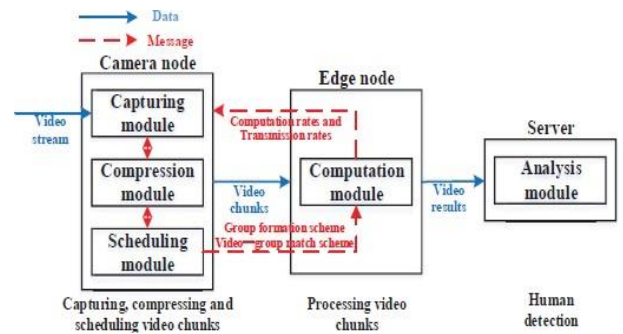 Data
Message
Camera node
Edge node
Server
Capturing
module
Video
stream
Computation rates and
Transmission rates
Compression
module
Video
chunks
Computation
module
Video
results
Analysis
module
Scheduling
module
Group formation scheme
Video—group match scheme
Capturing, compressing and
scheduling video chunks
Processing video
chunks
Human
detection